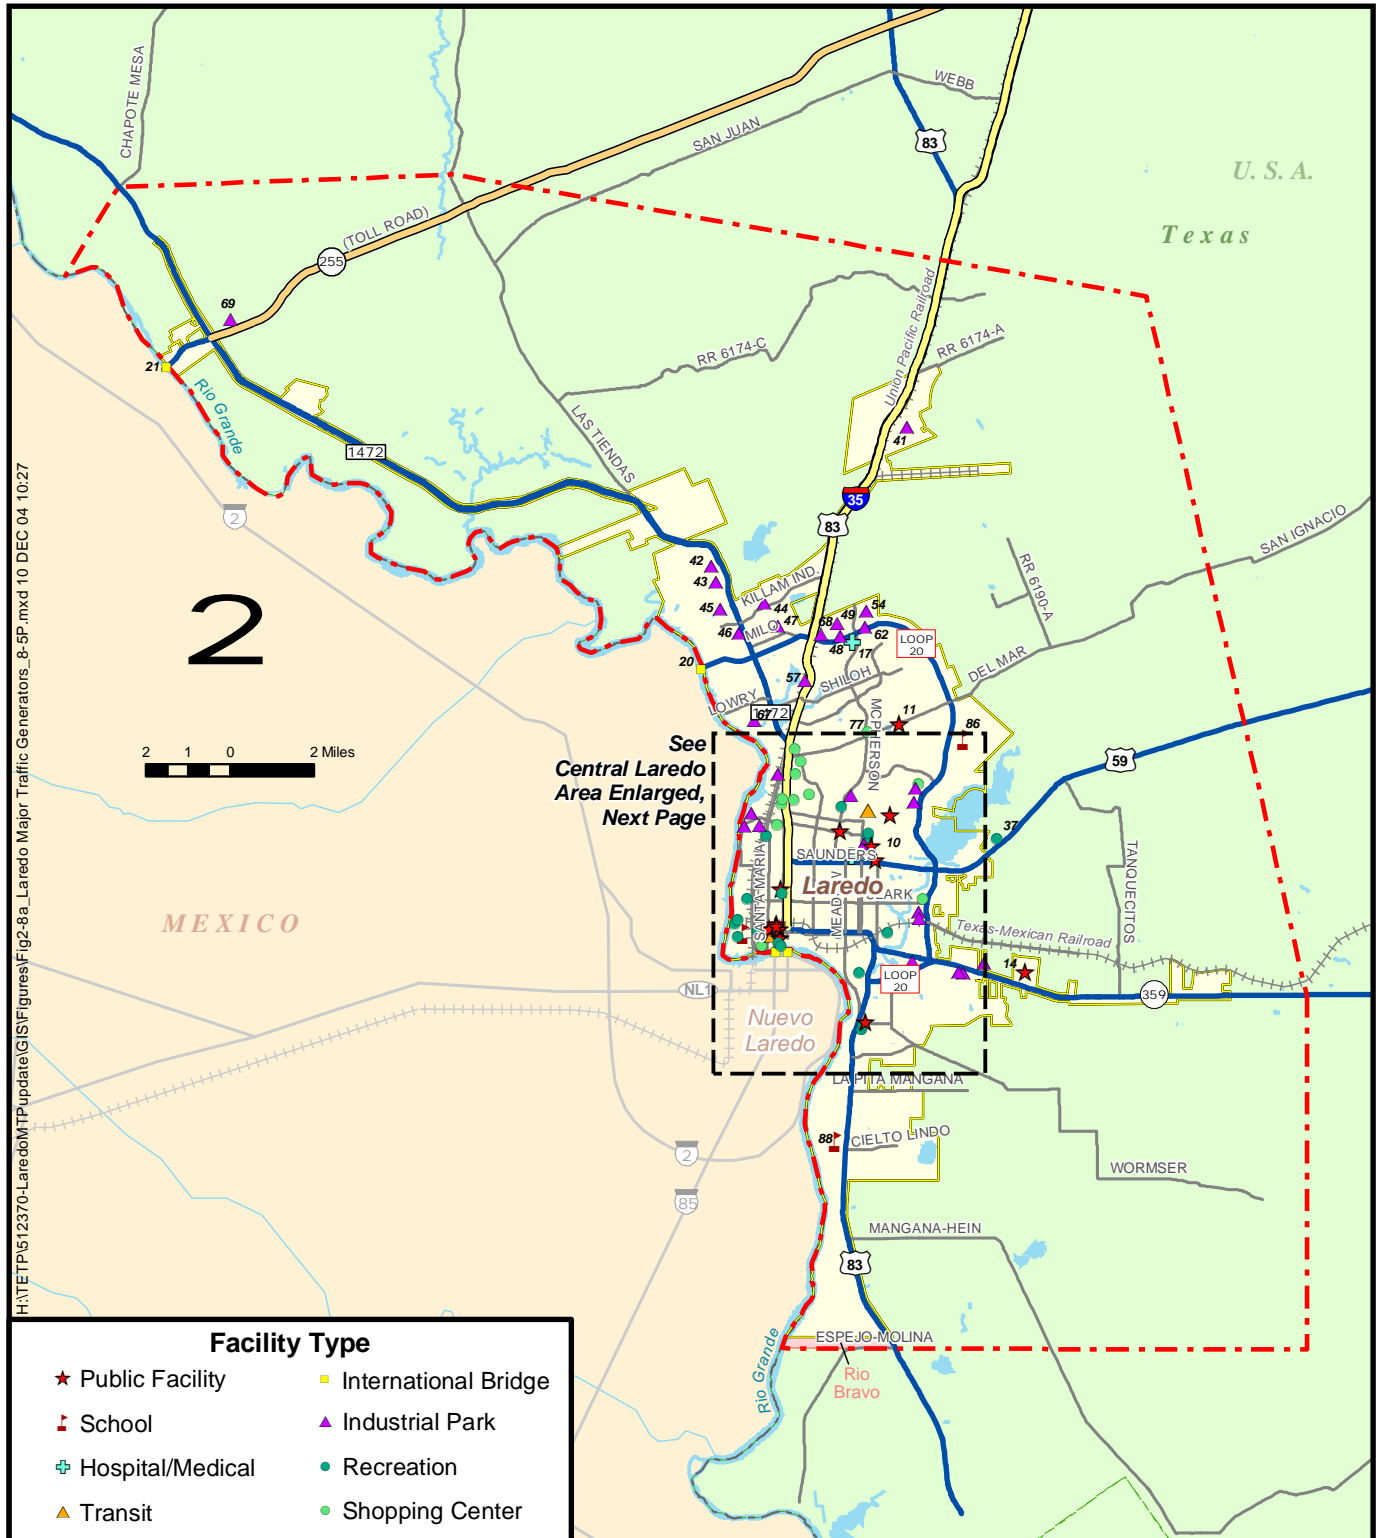 CHAPOTE MESA
WEBB
SAN JUAN
83
U. S. A.
Texas
(TOLL ROAD)
255
Union Pacific Railroad
69
RR 6174-C
RR 6174-A
21
Rio Grande
LAS TIENDAS
41
1472
35
2
83
SAN IGNACIO
RR 6190-A
42
43
KILLAM IND.
45
44
54
49
47
68
46
MILO
62
48
17
LOOP
20
2
20
57
SHILOH
DEL MAR
LOWRY
1472
67
MCPHERSON
11
77
86
See
Central Laredo
Area Enlarged,
Next Page
2 1 0 2 Miles
59
37
10
SAUNDERS
SANTA MARIA
Laredo
TANQUECITOS
MEXICO
Texas-Mexican Railroad
14
LOOP
20
NL1
359
Nuevo
Laredo
LA PITA MANGANA
88
CIELTO LINDO
2
WORMSER
85
MANGANA-HEIN
83
ESPEJO-MOLINA
Rio Grande
Rio
Bravo
H:\TETP\512370-LaredoMTPupdate\GIS\Figures\Fig2-8a_Laredo Major Traffic Generators_8-5P.mxd 10 DEC 04 10:27
Facility Type
Public Facility
International Bridge
School
Industrial Park
Hospital/Medical
Recreation
Transit
Shopping Center